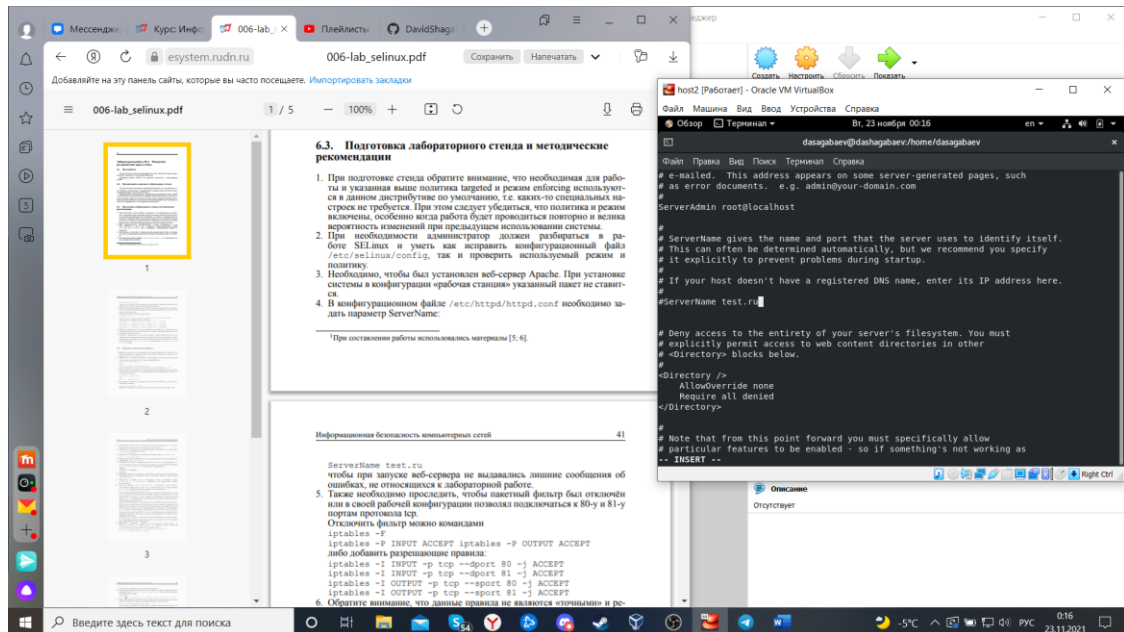 Мессендже
Курс: Инфо
006-lab_
Плейлисты
DavidShaga
esystem.rudn.ru
006-lab_selinux.pdf
Сохранить
Напечатать
Добавляйте на эту панель сайты, которые вы часто посещаете. Импортировать закладки
006-lab_selinux.pdf
1 / 5
100%
1
2
3
6.3. Подготовка лабораторного стенда и методические
рекомендации
1. При подготовке стенда обратите внимание, что необходимая для рабо-
ты и указанная выше политика targeted и режим enforcing используют-
ся в данном дистрибутиве по умолчанию, т.е. каких-то специальных на-
строек не требуется. При этом следует убедиться, что политика и режим
включены, особенно когда работа будет проводиться повторно и велика
вероятность изменений при предыдущем использовании системы.
2. При необходимости администратор должен разбираться в ра-
боте SELinux и уметь как исправить конфигурационный файл
/etc/selinux/config, так и проверить используемый режим и
политику.
3. Необходимо, чтобы был установлен веб-сервер Apache. При установке
системы в конфигурации «рабочая станция» указанный пакет не ставит-
ся.
4. В конфигурационном файле /etc/httpd/httpd.conf необходимо за-
дать параметр ServerName:
1При составлении работы использовались материалы [5; 6].
Информационная безопасность компьютерных сетей 41
ServerName test.ru
чтобы при запуске веб-сервера не выдавались лишние сообщения об
ошибках, не относящихся к лабораторной работе.
5. Также необходимо проследить, чтобы пакетный фильтр был отключён
или в своей рабочей конфигурации позволял подключаться к 80-у и 81-у
портам протокола tcp.
Отключить фильтр можно командами
iptables -F
iptables -P INPUT ACCEPT iptables -P OUTPUT ACCEPT
либо добавить разрешающие правила:
iptables -I INPUT -p tcp --dport 80 -j ACCEPT
iptables -I INPUT -p tcp --dport 81 -j ACCEPT
iptables -I OUTPUT -p tcp --sport 80 -j ACCEPT
iptables -I OUTPUT -p tcp --sport 81 -j ACCEPT
6. Обратите внимание, что данные правила не являются «точными» и ре-
еджер
Создать
Настроить
Сбросить
Показать
host2 [Работает] - Oracle VM VirtualBox
Файл Машина Вид Ввод Устройства Справка
Обзор Терминал Вт, 23 ноября 00:16 en
dasagabaev@dashagabaev:/home/dasagabaev
Файл Правка Вид Поиск Терминал Справка
# e-mailed. This address appears on some server-generated pages, such
# as error documents. e.g. admin@your-domain.com
#
ServerAdmin root@localhost
#
# ServerName gives the name and port that the server uses to identify itself.
# This can often be determined automatically, but we recommend you specify
# it explicitly to prevent problems during startup.
#
# If your host doesn't have a registered DNS name, enter its IP address here.
#
#ServerName test.ru
# Deny access to the entirety of your server's filesystem. You must
# explicitly permit access to web content directories in other
# <Directory> blocks below.
#
<Directory />
AllowOverride none
Require all denied
</Directory>
#
# Note that from this point forward you must specifically allow
# particular features to be enabled - so if something's not working as
-- INSERT --
Right Ctrl
Описание
Отсутствует
Введите здесь текст для поиска
-5°C
РУС
0:16
23.11.2021